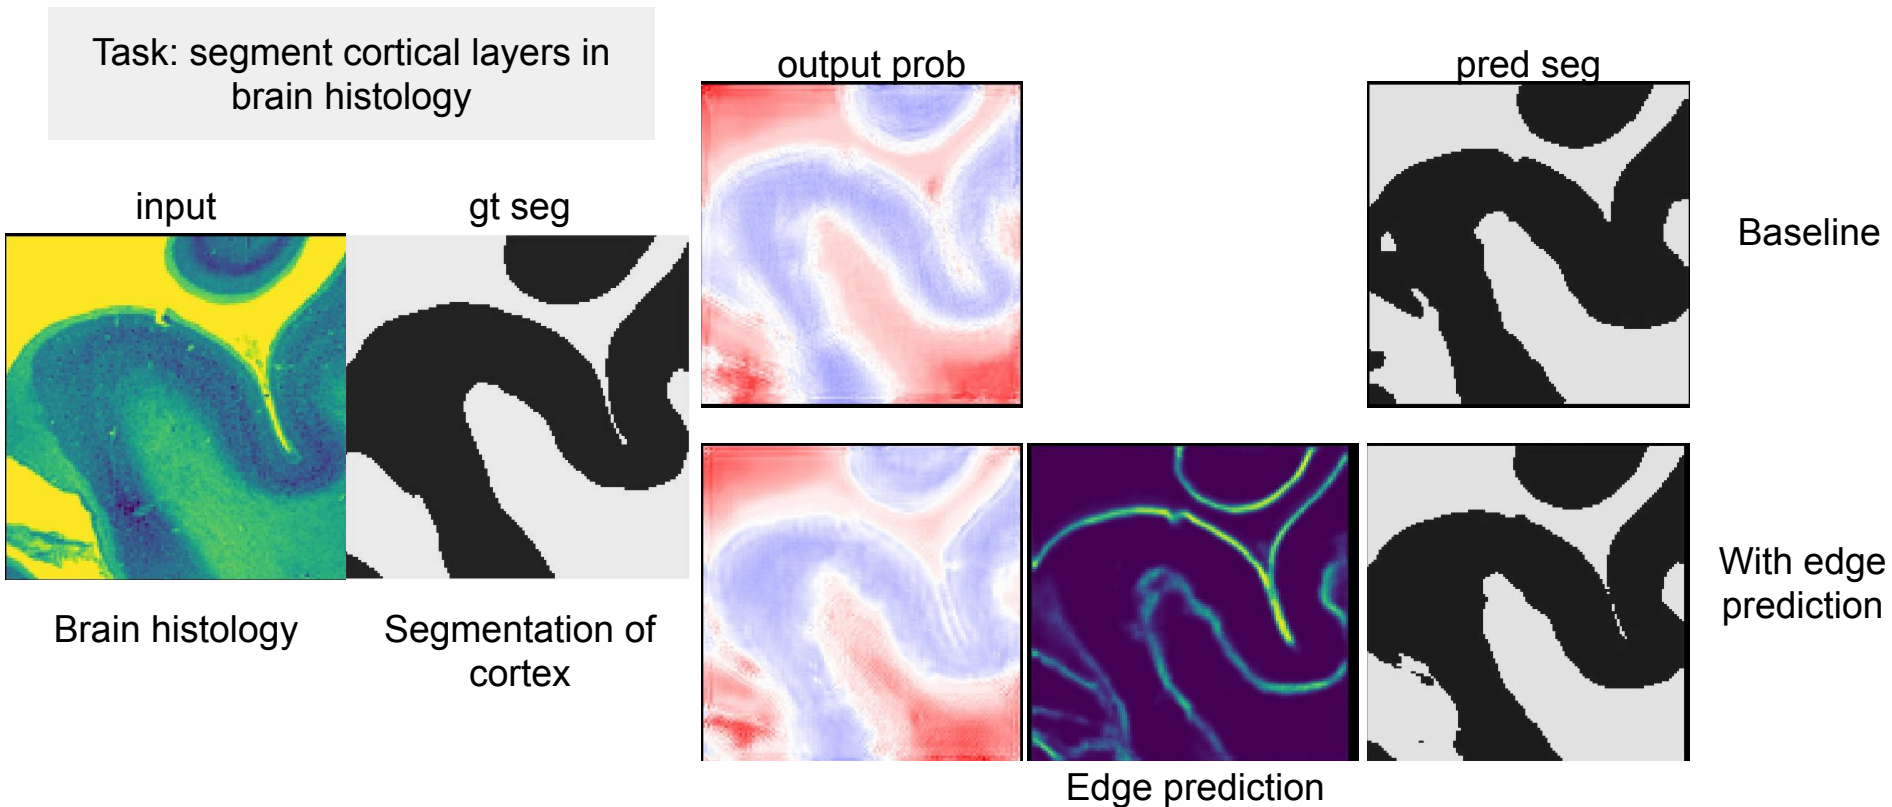 Task: segment cortical layers in
brain histology
input
gt seg
Brain histology
Segmentation of
cortex
output prob
pred seg
Baseline
With edge
prediction
Edge prediction